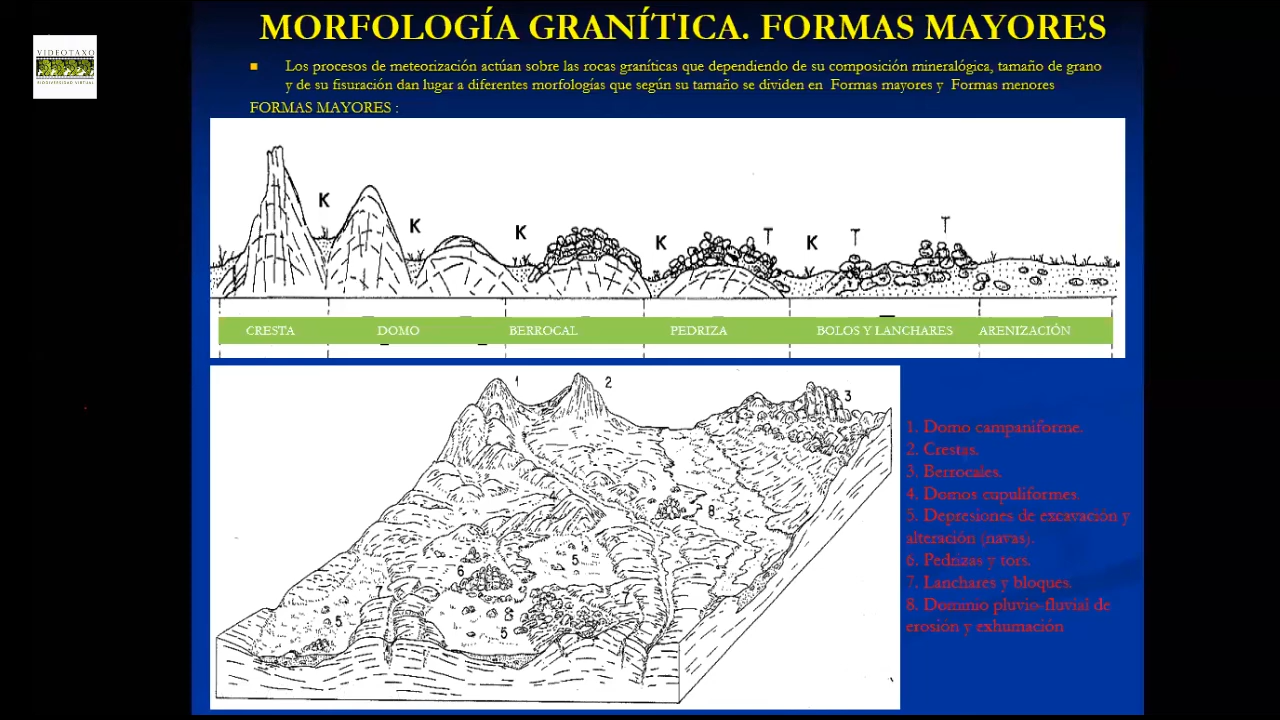 MORFOLOGÍA GRANÍTICA. FORMAS MAYORES
VIDEOTAXO
BIODIVERSIDAD VIRTUAL
Los procesos de meteorización actúan sobre las rocas graníticas que dependiendo de su composición mineralógica, tamaño de grano
y de su fisuración dan lugar a diferentes morfologías que según su tamaño se dividen en Formas mayores y Formas menores
FORMAS MAYORES :
K K K K T K T T
CRESTA DOMO BERROCAL PEDRIZA BOLOS Y LANCHARES ARENIZACIÓN
1 2 3
4
8
5
6
5
5
1. Domo campaniforme.
2. Crestas.
3. Berrocales.
4. Domos cupuliformes.
5. Depresiones de excavación y
alteración (navas).
6. Pedrizas y tors.
7. Lanchares y bloques.
8. Dominio pluvio-fluvial de
erosión y exhumación